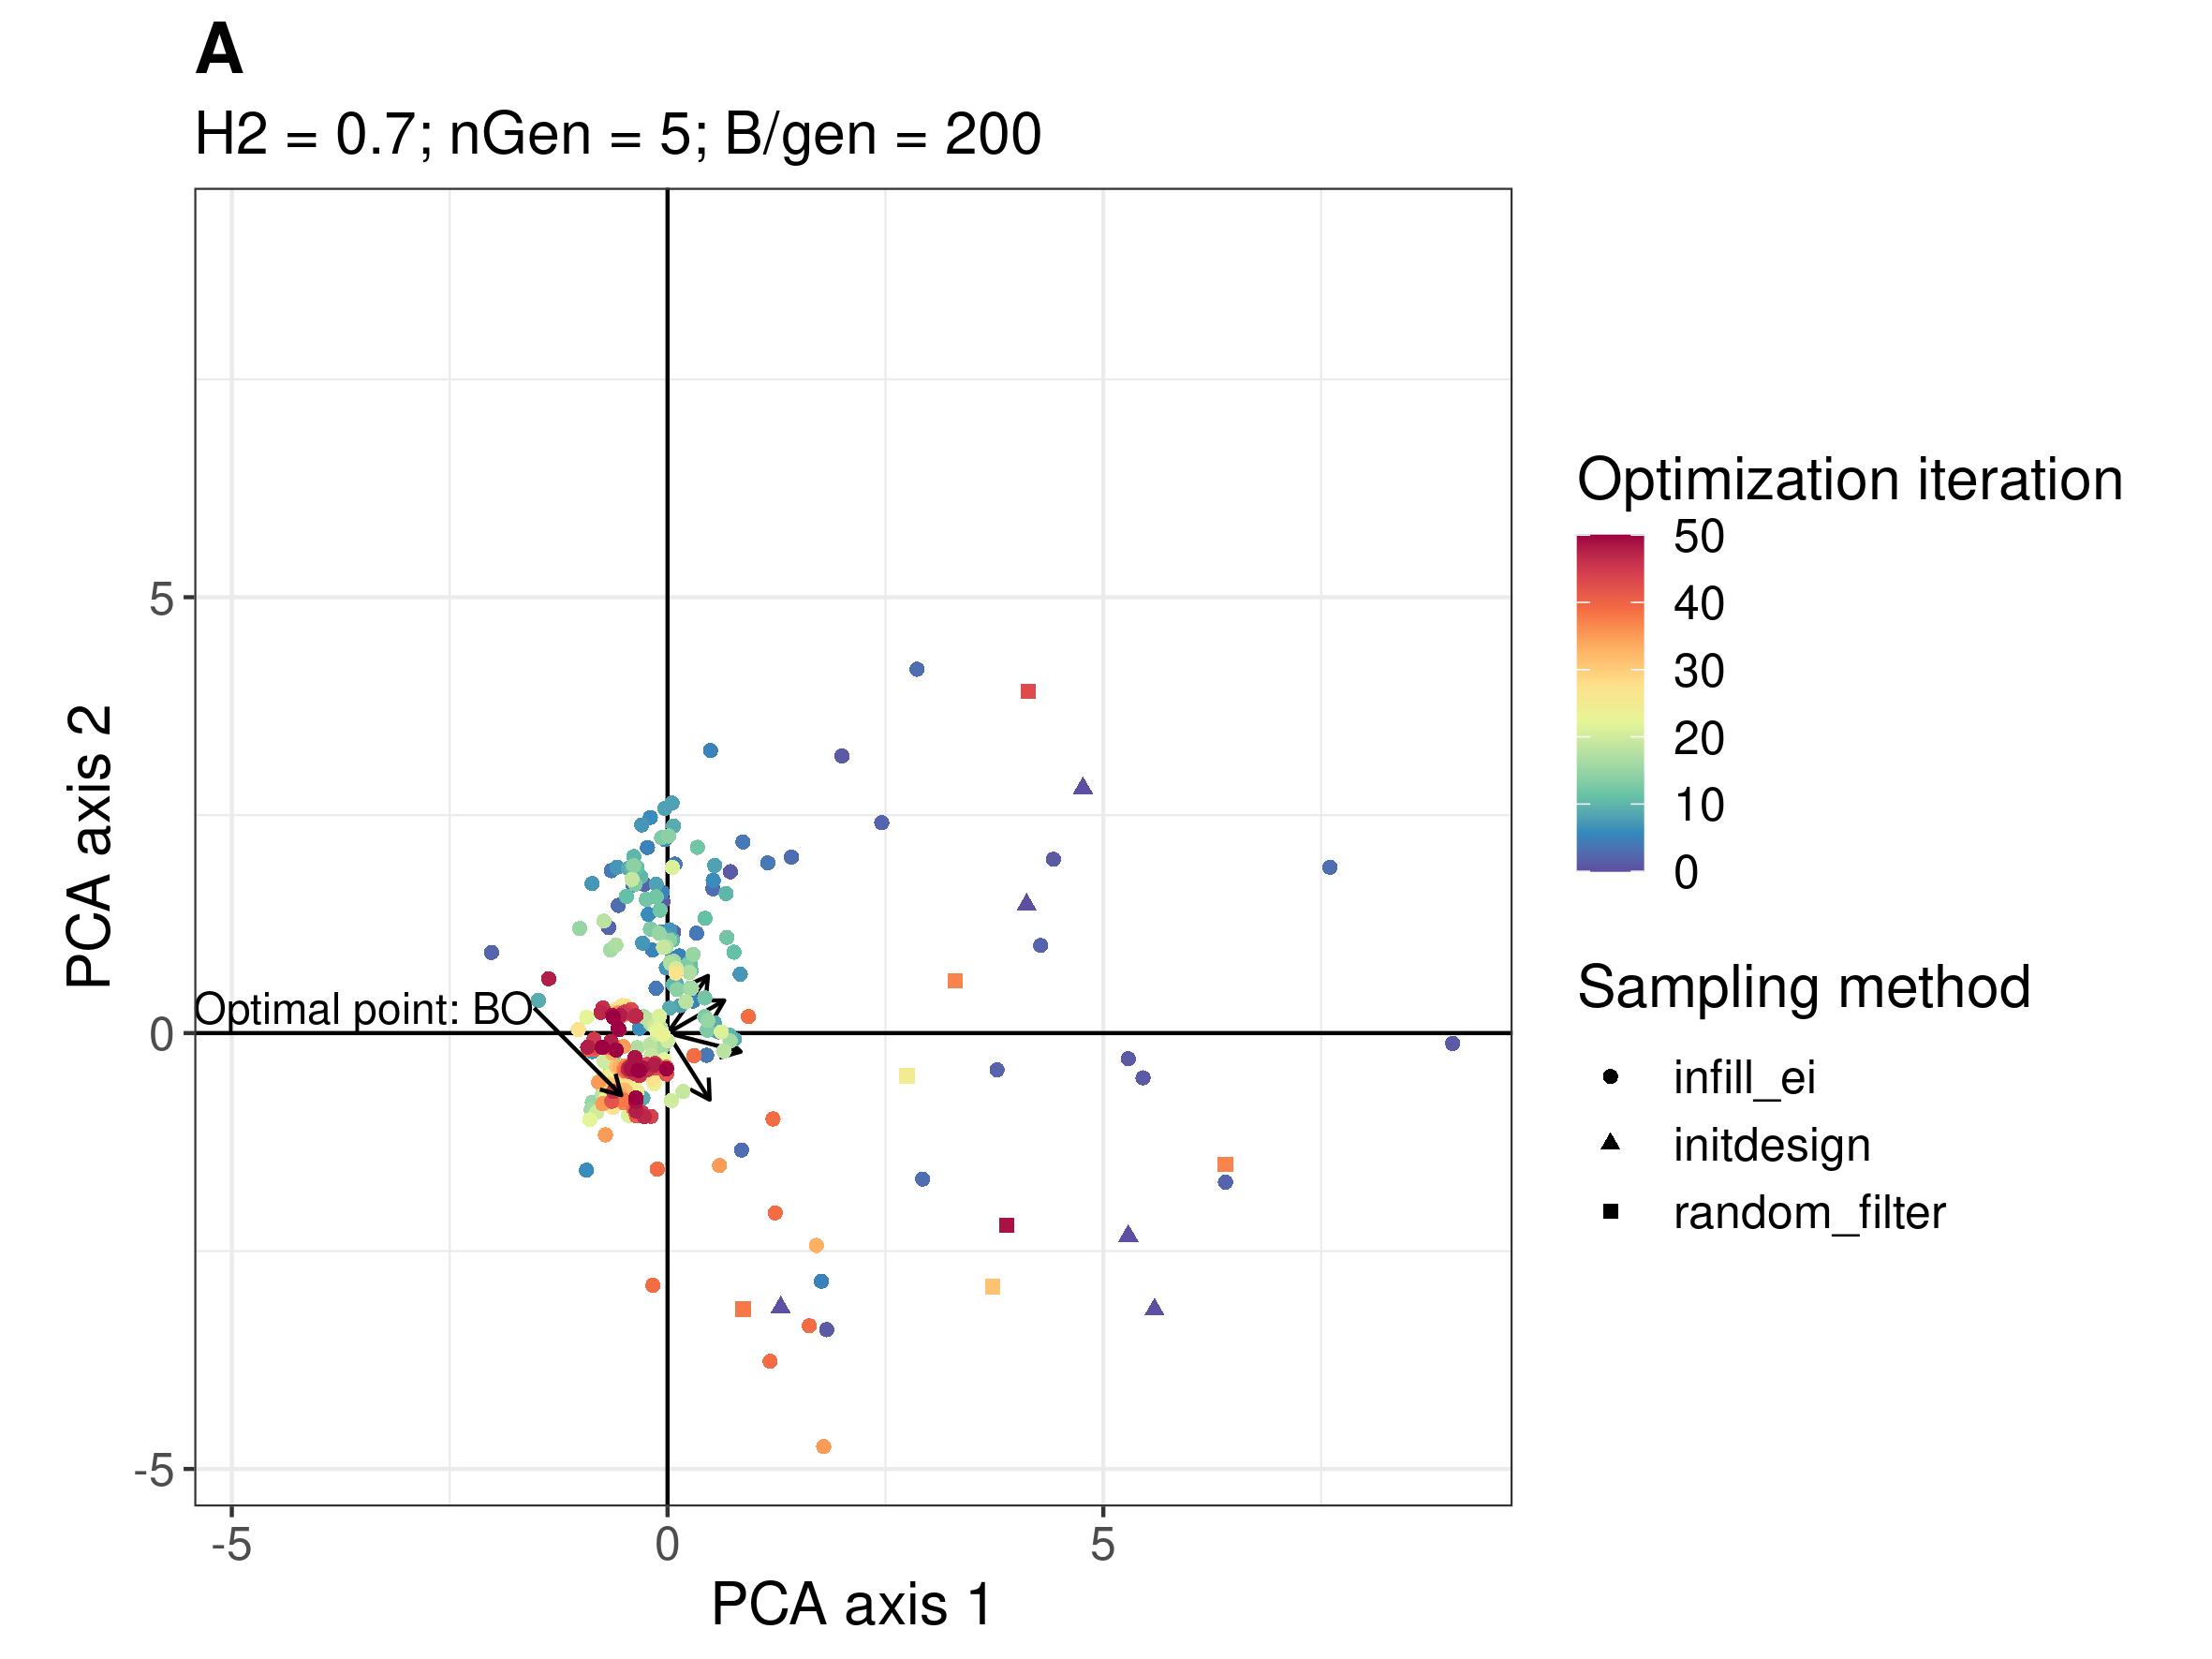 A
H2 = 0.7; nGen = 5; B/gen = 200
PCA axis 2
5
0
-5
Optimal point: BO
-5
0
5
PCA axis 1
Optimization iteration
50
40
30
20
10
0
Sampling method
infill_ei
initdesign
random_filter